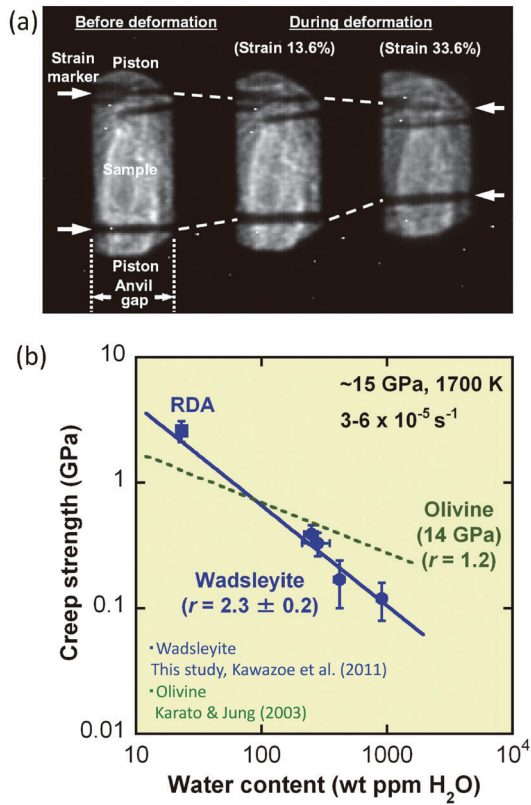 (a)
Before deformation
During deformation
(Strain 13.6%)
(Strain 33.6%)
Strain
marker
Piston
Sample
Piston
Anvil
gap
(b)
10
1
0.1
0.01
Creep strength (GPa)
RDA
~15 GPa, 1700 K
3-6 x 10⁻⁵ s⁻¹
Olivine
(14 GPa)
(r = 1.2)
Wadsleyite
(r = 2.3 ± 0.2)
・Wadsleyite
This study, Kawazoe et al. (2011)
・Olivine
Karato & Jung (2003)
10
100
1000
10⁴
Water content (wt ppm H₂O)